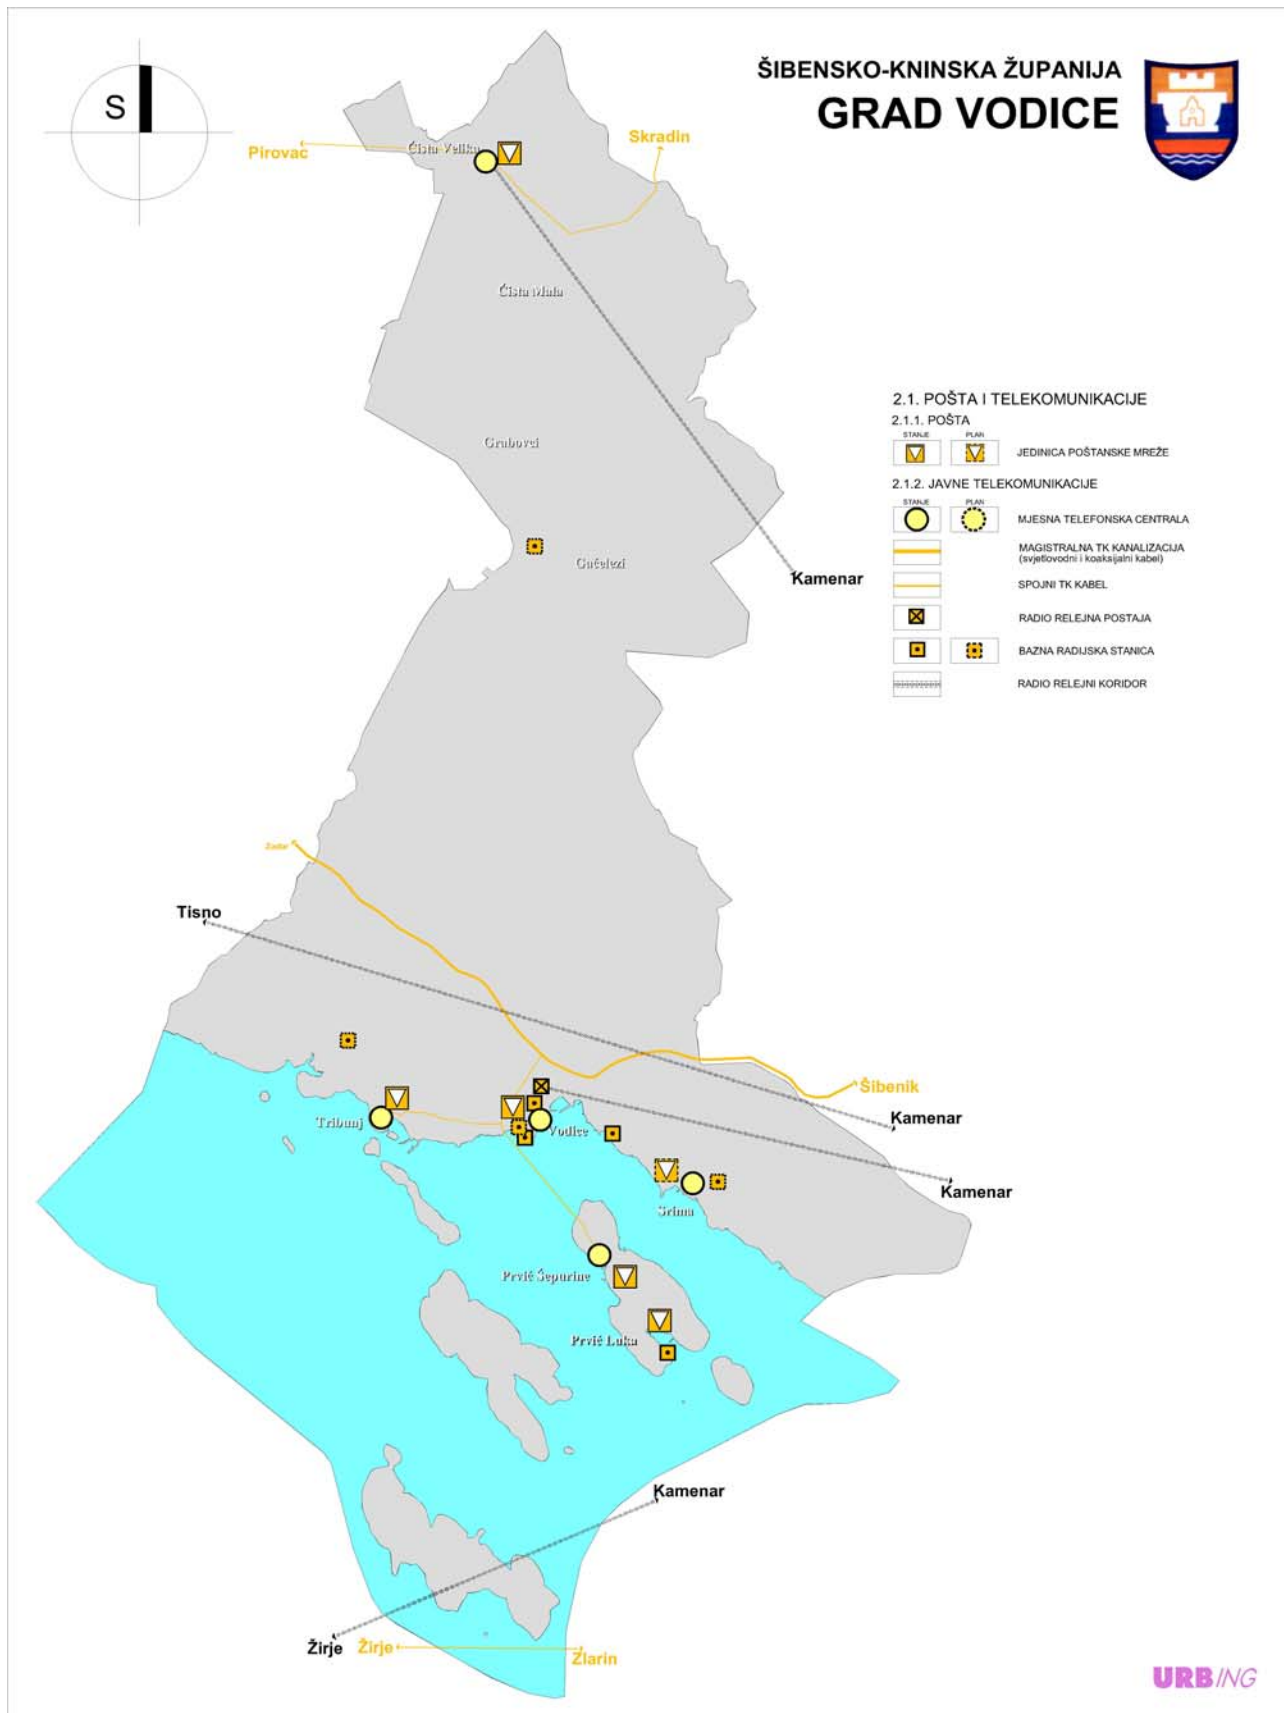 ŠIBENSKO-KNINSKA ŽUPANIJA
GRAD VODICE
S
Pirovac
Čista Velika
Skradin
Čista Mala
2.1. POŠTA I TELEKOMUNIKACIJE
2.1.1. POŠTA
STANJE PLAN
JEDINICA POŠTANSKE MREŽE
2.1.2. JAVNE TELEKOMUNIKACIJE
STANJE PLAN
MJESNA TELEFONSKA CENTRALA
MAGISTRALNA TK KANALIZACIJA
(svjetlovodni i koaksijalni kabel)
SPOJNI TK KABEL
RADIO RELEJNA POSTAJA
BAZNA RADIJSKA STANICA
RADIO RELEJNI KORIDOR
Grabovci
Gaćelezi
Kamenar
Zadar
Tisno
Šibenik
Kamenar
Tribunj
Vodice
Kamenar
Srima
Prvić Šepurine
Prvić Luka
Kamenar
Žirje
Žirje
Zlarin
URBING